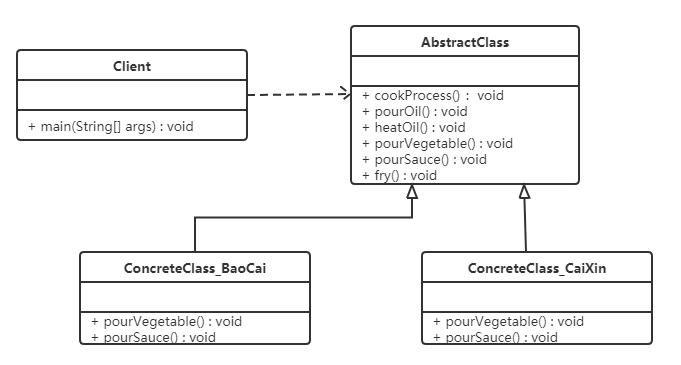 AbstractClass
Client
+ cookProcess() : void
+ pourOil() : void
+ heatOil() : void
+ pourVegetable() : void
+ pourSauce() : void
+ fry() : void
+ main(String[] args) : void
ConcreteClass_BaoCai
+ pourVegetable() : void
+ pourSauce() : void
ConcreteClass_CaiXin
+ pourVegetable() : void
+ pourSauce() : void